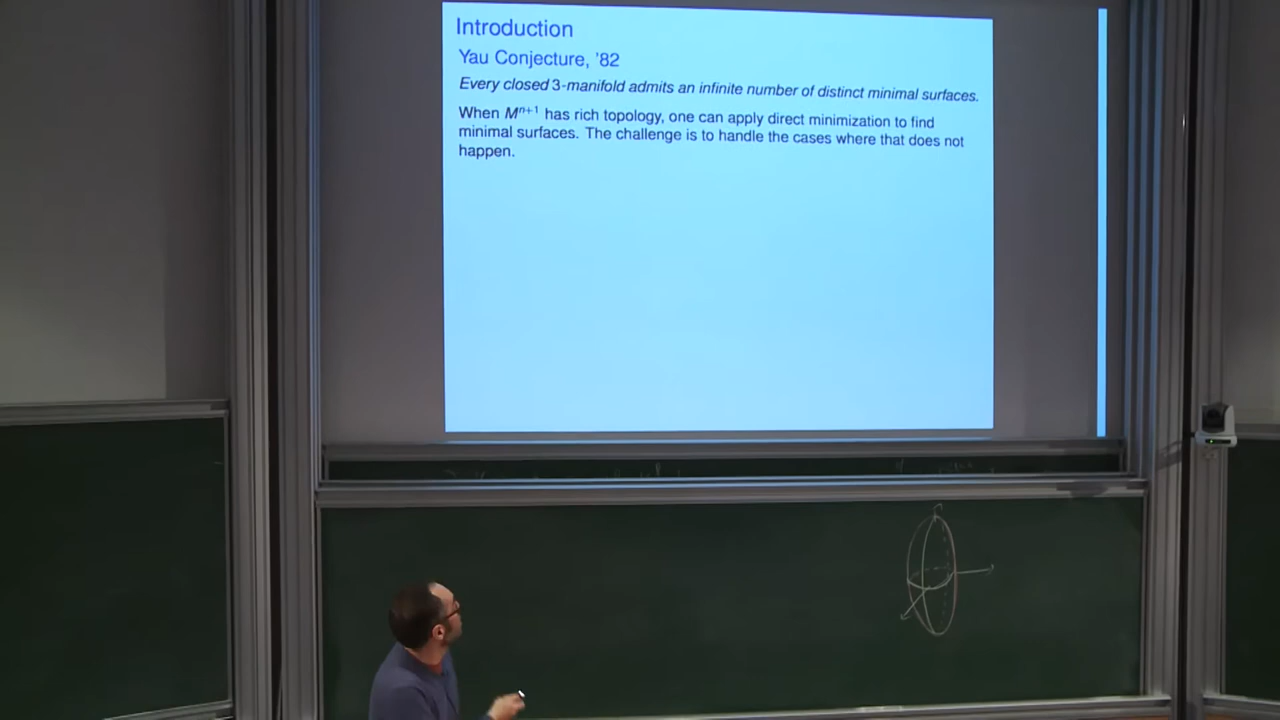 Introduction
Yau Conjecture, '82
Every closed 3-manifold admits an infinite number of distinct minimal surfaces.
When Mⁿ⁺¹ has rich topology, one can apply direct minimization to find
minimal surfaces. The challenge is to handle the cases where that does not
happen.